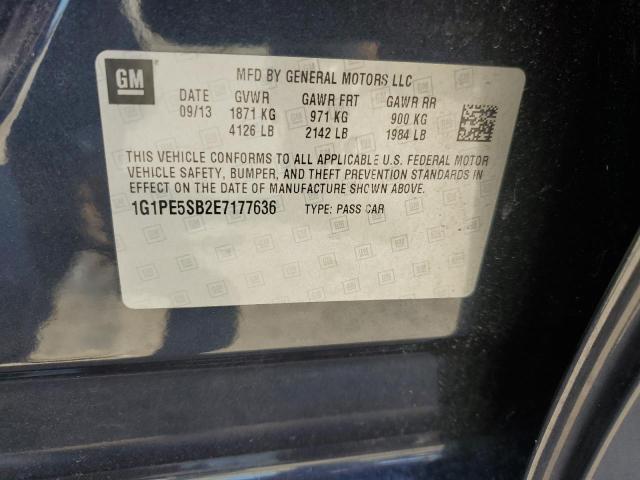 GM
MFD BY GENERAL MOTORS LLC
DATE GVWR GAWR FRT GAWR RR
09/13 1871 KG 971 KG 900 KG
4126 LB 2142 LB 1984 LB
THIS VEHICLE CONFORMS TO ALL APPLICABLE U.S. FEDERAL MOTOR
VEHICLE SAFETY, BUMPER, AND THEFT PREVENTION STANDARDS IN
EFFECT ON THE DATE OF MANUFACTURE SHOWN ABOVE.
1G1PE5SB2E7177636 TYPE: PASS CAR